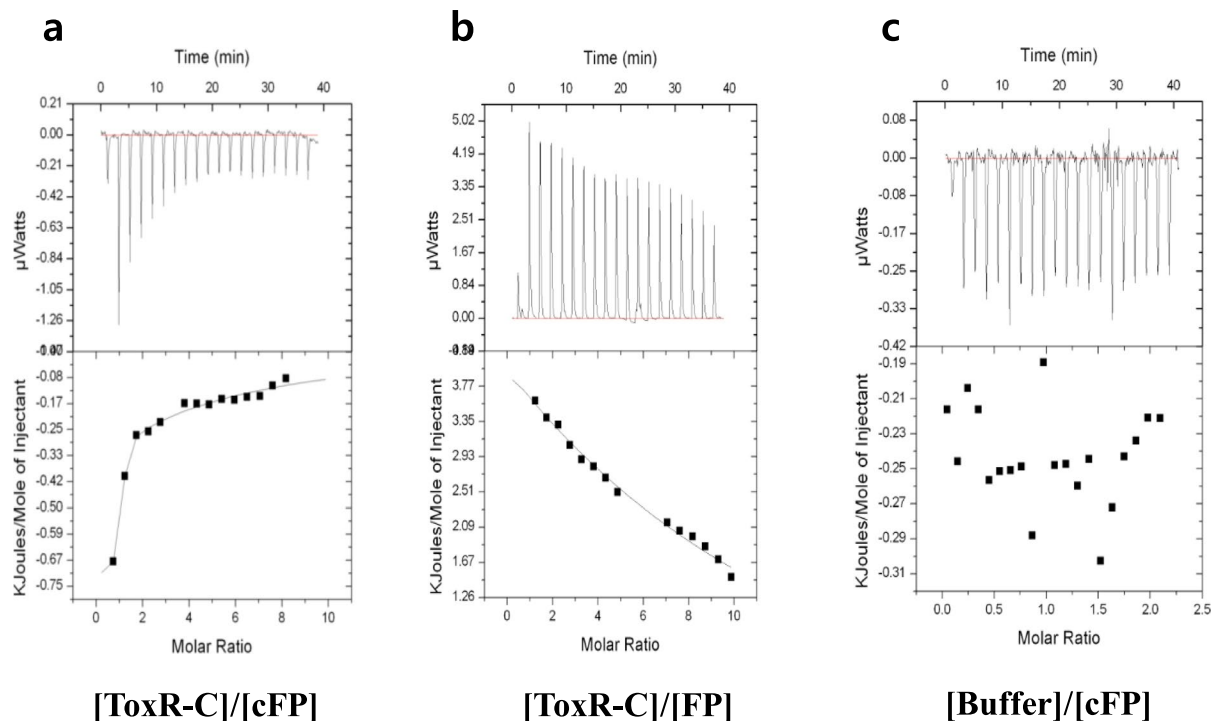 a
Time (min)
0 10 20 30 40
0.21
0.00
-0.21
-0.42
-0.63
-0.84
-1.05
-1.26
µWatts
-0.08
-0.17
-0.25
-0.33
-0.42
-0.50
-0.58
-0.67
-0.75
KJoules/Mole of Injectant
0 2 4 6 8 10
Molar Ratio
[ToxR-C]/[cFP]
b
Time (min)
0 10 20 30 40
5.02
4.19
3.35
2.51
1.67
0.84
0.00
µWatts
3.77
3.35
2.93
2.51
2.09
1.67
1.26
KJoules/Mole of Injectant
0 2 4 6 8 10
Molar Ratio
[ToxR-C]/[FP]
c
Time (min)
0 10 20 30 40
0.08
0.00
-0.08
-0.17
-0.25
-0.33
-0.42
µWatts
-0.19
-0.21
-0.23
-0.25
-0.27
-0.29
-0.31
KJoules/Mole of Injectant
0.0 0.5 1.0 1.5 2.0 2.5
Molar Ratio
[Buffer]/[cFP]